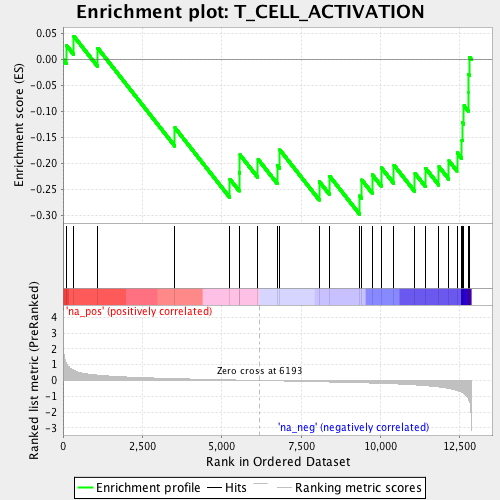 Enrichment plot: T_CELL_ACTIVATION
Enrichment score (ES)
0.05
0.00
-0.05
-0.10
-0.15
-0.20
-0.25
-0.30
'na_pos' (positively correlated)
Ranked list metric (PreRanked)
4
3
2
1
0
-1
-2
-3
Zero cross at 6193
'na_neg' (negatively correlated)
0
2,500
5,000
7,500
10,000
12,500
Rank in Ordered Dataset
Enrichment profile
Hits
Ranking metric scores